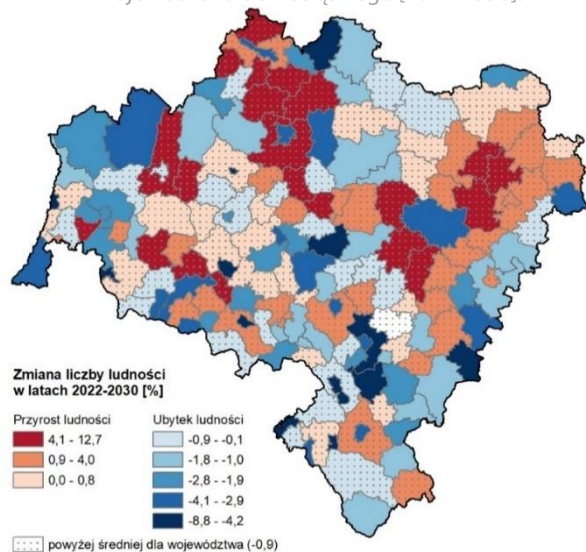 Zmiana liczby ludności
w latach 2022-2030 [%]
Przyrost ludności
4,1 - 12,7
0,9 - 4,0
0,0 - 0,8
Ubytek ludności
-0,9 - -0,1
-1,8 - -1,0
-2,8 - -1,9
-4,1 - -2,9
-8,8 - -4,2
powyżej średniej dla województwa (-0,9)